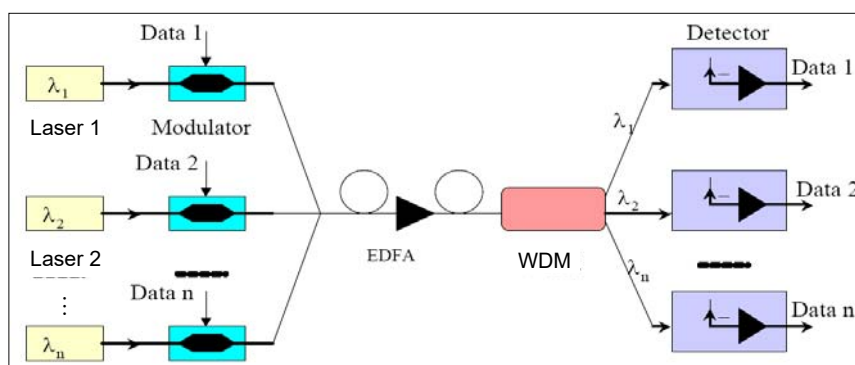 Data 1
Detector
λ1
Data 1
Laser 1
Modulator
λ1
Data 2
λ2
λ2
Data 2
Laser 2
EDFA
WDM
⋮
Data n
λn
Data n
λn